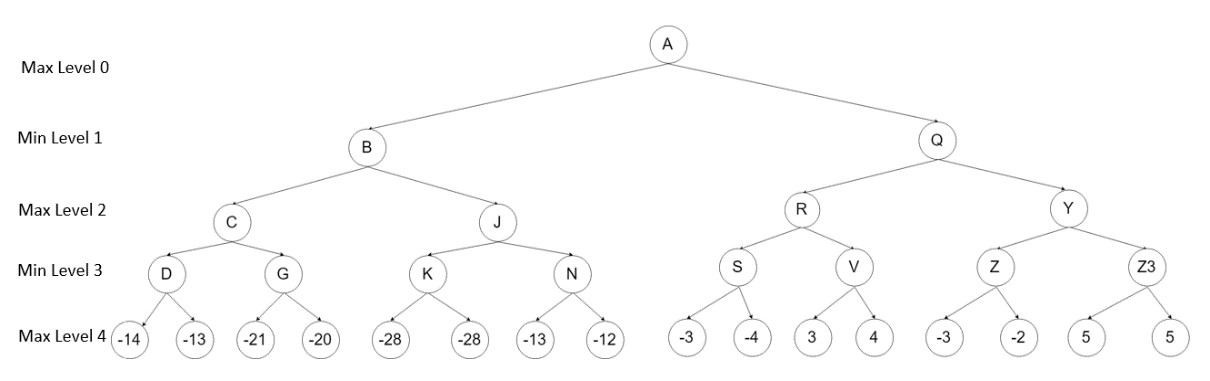 A
Max Level 0
Min Level 1
B
Q
Max Level 2
C
J
R
Y
Min Level 3
D
G
K
N
S
V
Z
Z3
Max Level 4
-14
-13
-21
-20
-28
-28
-13
-12
-3
-4
3
4
-3
-2
5
5